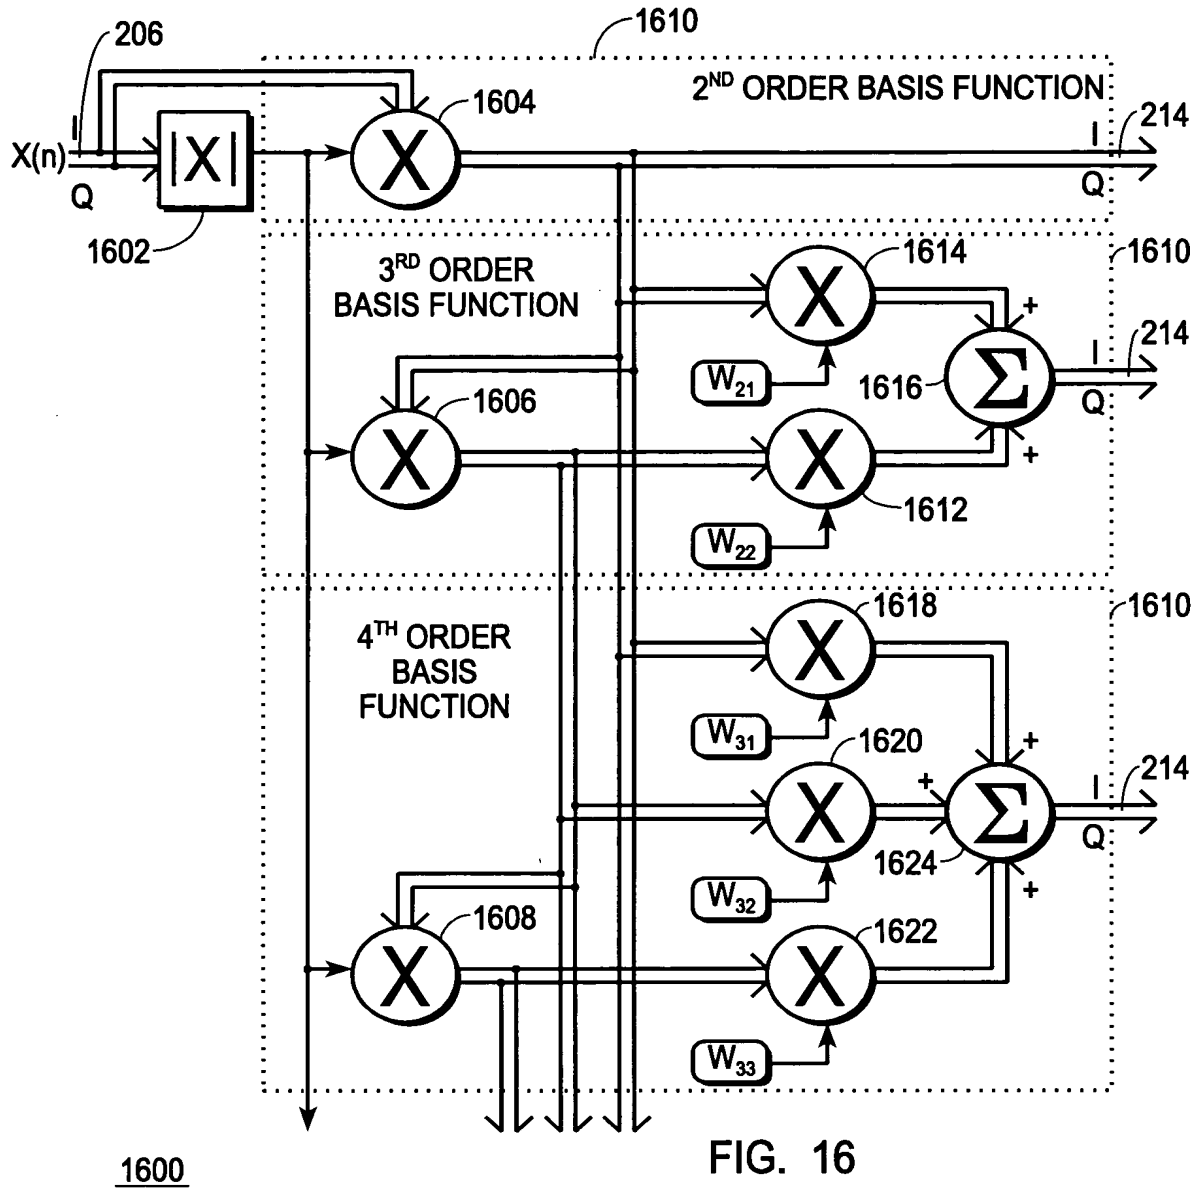 1610
206
2ND ORDER BASIS FUNCTION
1604
214
I
I
X(n)
|X|
X
Q
Q
1602
3RD ORDER
BASIS FUNCTION
1614
1610
X
+
214
W21
1616
Σ
I
Q
1606
X
X
+
1612
W22
4TH ORDER
BASIS
FUNCTION
1618
1610
X
W31
1620
+
+
214
X
Σ
I
Q
1624
W32
+
1608
1622
X
X
W33
FIG. 16
1600